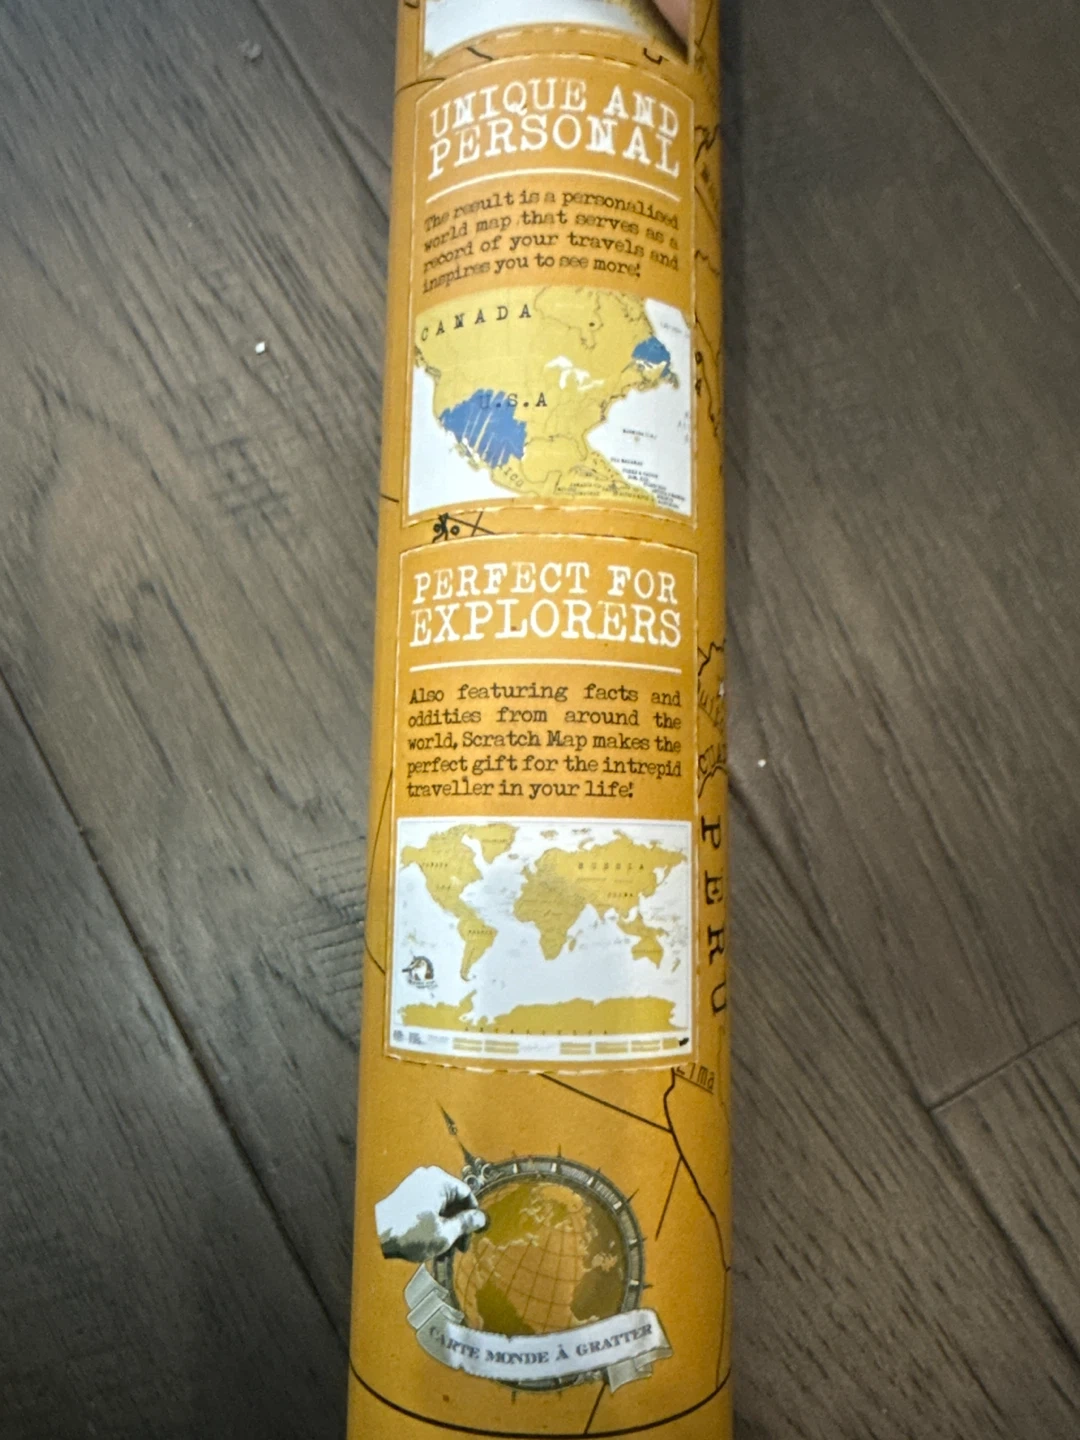 UNIQUE AND
PERSONAL
The result is a personalised
world map that serves as a
record of your travels and
inspires you to see more!
CANADA
U.S.A
PERFECT FOR
EXPLORERS
Also featuring facts and
oddities from around the
world, Scratch Map makes the
perfect gift for the intrepid
traveller in your life!
RUSSIA
CHINA
ANTARCTICA
PERU
Lima
CARTE MONDE À GRATTER